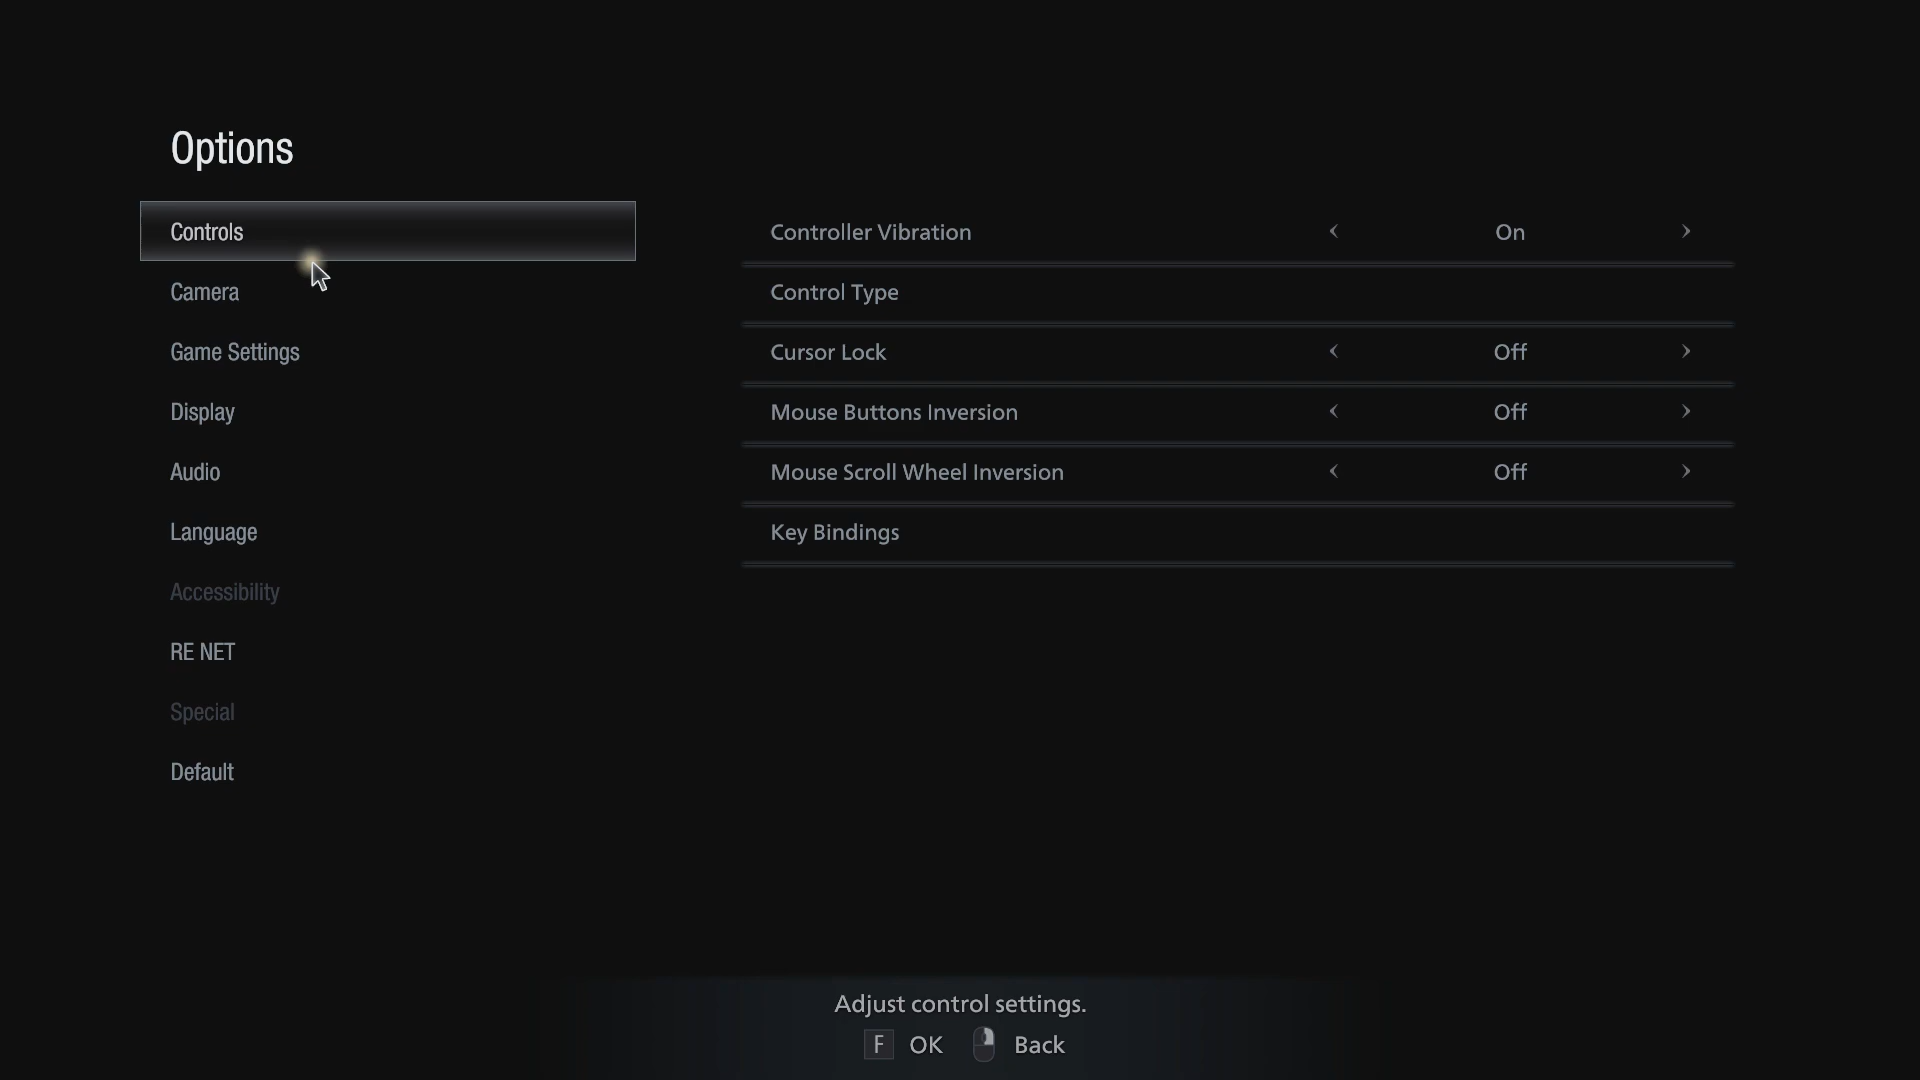 Options
Controls
Camera
Game Settings
Display
Audio
Language
Accessibility
RE NET
Special
Default
Controller Vibration On
Control Type
Cursor Lock Off
Mouse Buttons Inversion Off
Mouse Scroll Wheel Inversion Off
Key Bindings
Adjust control settings.
F OK Back